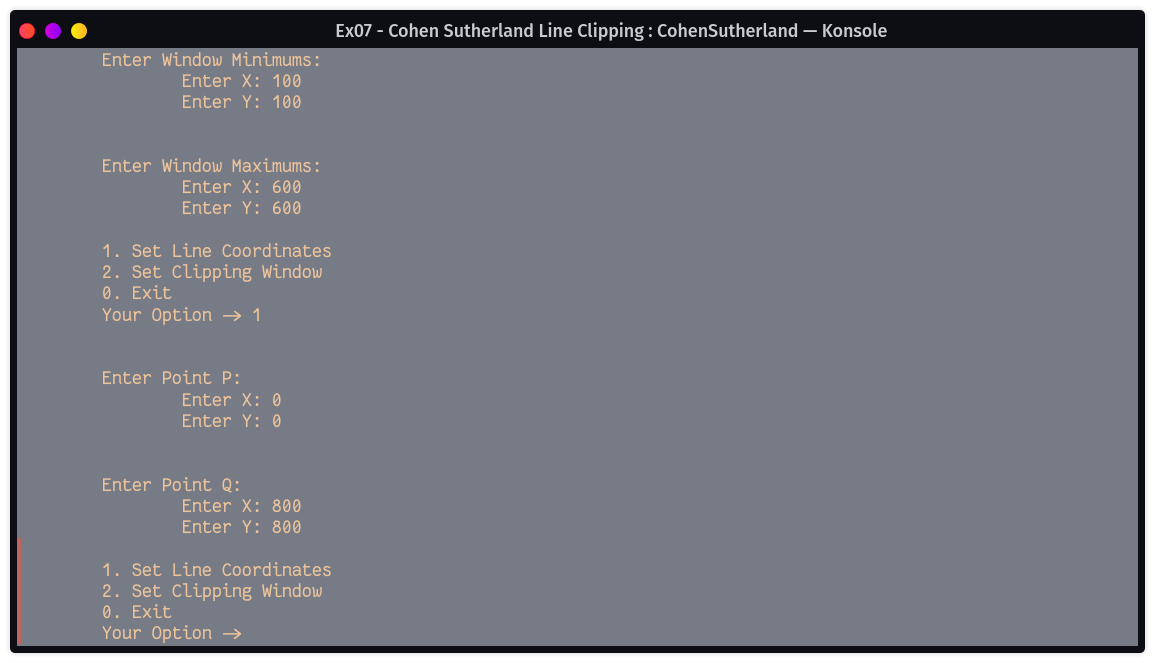 Ex07 - Cohen Sutherland Line Clipping : CohenSutherland — Konsole
Enter Window Minimums:
Enter X: 100
Enter Y: 100
Enter Window Maximums:
Enter X: 600
Enter Y: 600
1. Set Line Coordinates
2. Set Clipping Window
0. Exit
Your Option -> 1
Enter Point P:
Enter X: 0
Enter Y: 0
Enter Point Q:
Enter X: 800
Enter Y: 800
1. Set Line Coordinates
2. Set Clipping Window
0. Exit
Your Option ->